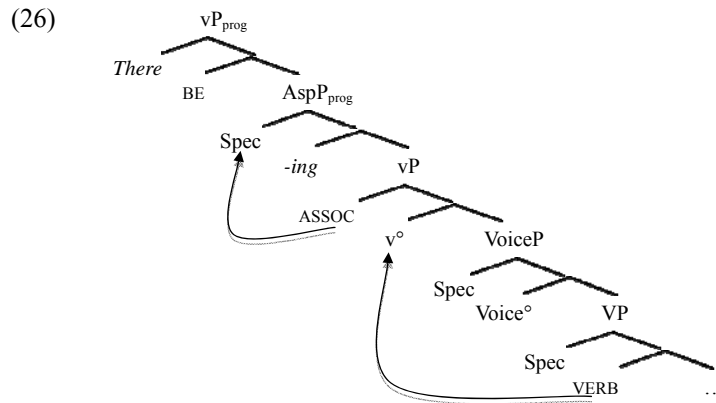 (26)
vPprog
There
BE
AspPprog
Spec
-ing
vP
ASSOC
v°
VoiceP
Spec
Voice°
VP
Spec
VERB
..